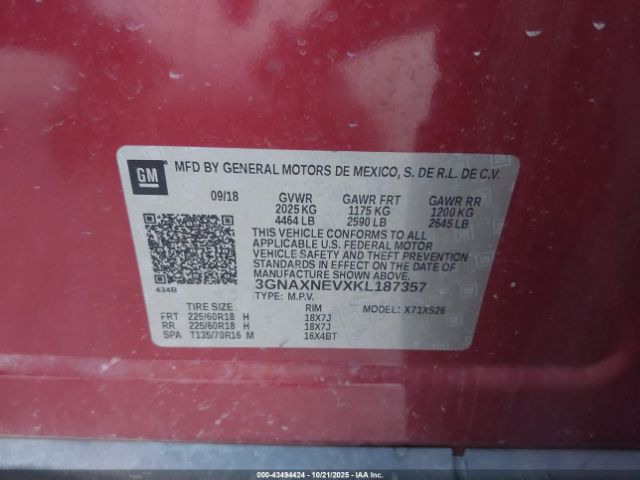 GM MFD BY GENERAL MOTORS DE MEXICO, S. DE R.L. DE C.V.
09/18 GVWR GAWR FRT GAWR RR
2025 KG 1175 KG 1200 KG
4464 LB 2590 LB 2645 LB
THIS VEHICLE CONFORMS TO ALL
APPLICABLE U.S. FEDERAL MOTOR
VEHICLE SAFETY AND THEFT PREVENTION
STANDARDS IN EFFECT ON THE DATE OF
MANUFACTURE SHOWN ABOVE.
434B 3GNAXNEVXKL187357
TYPE: M.P.V. MODEL: X71XS26
TIRE SIZE RIM
FRT 225/60R18 H 18X7J
RR 225/60R18 H 18X7J
SPA T135/70R16 M 16X4BT
00-43494424 | 10/21/2025 | Copyright © IAA, Inc.